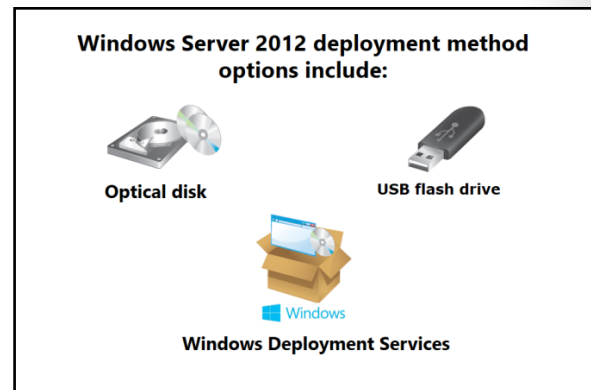 Windows Server 2012 deployment method
options include:
Optical disk
USB flash drive
Windows
Windows Deployment Services